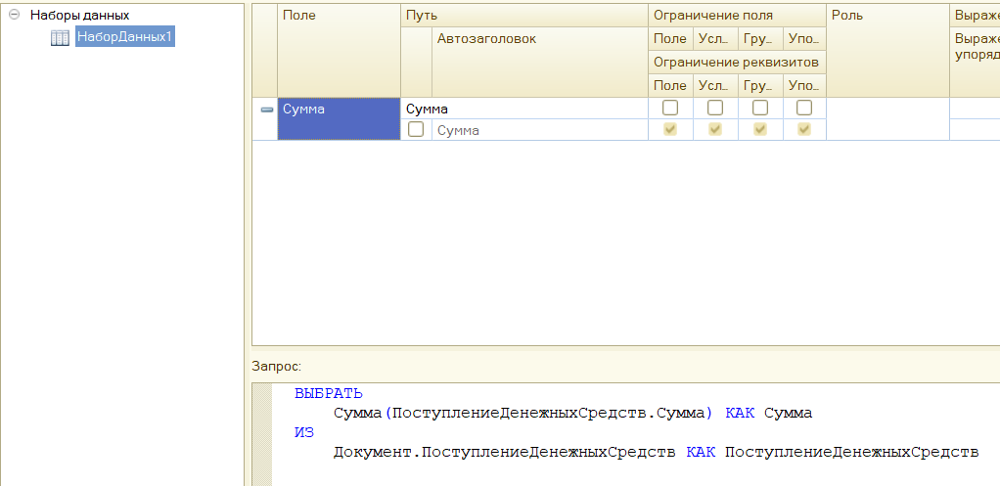 Наборы данных
НаборДанных1
Поле
Путь
Ограничение поля
Роль
Выраже
Автозаголовок
Поле
Усл...
Гру...
Упо...
Выраже
упоряд
Ограничение реквизитов
Поле
Усл...
Гру...
Упо...
Сумма
Сумма
Сумма
Запрос:
ВЫБРАТЬ
Сумма(ПоступлениеДенежныхСредств.Сумма) КАК Сумма
ИЗ
Документ.ПоступлениеДенежныхСредств КАК ПоступлениеДенежныхСредств